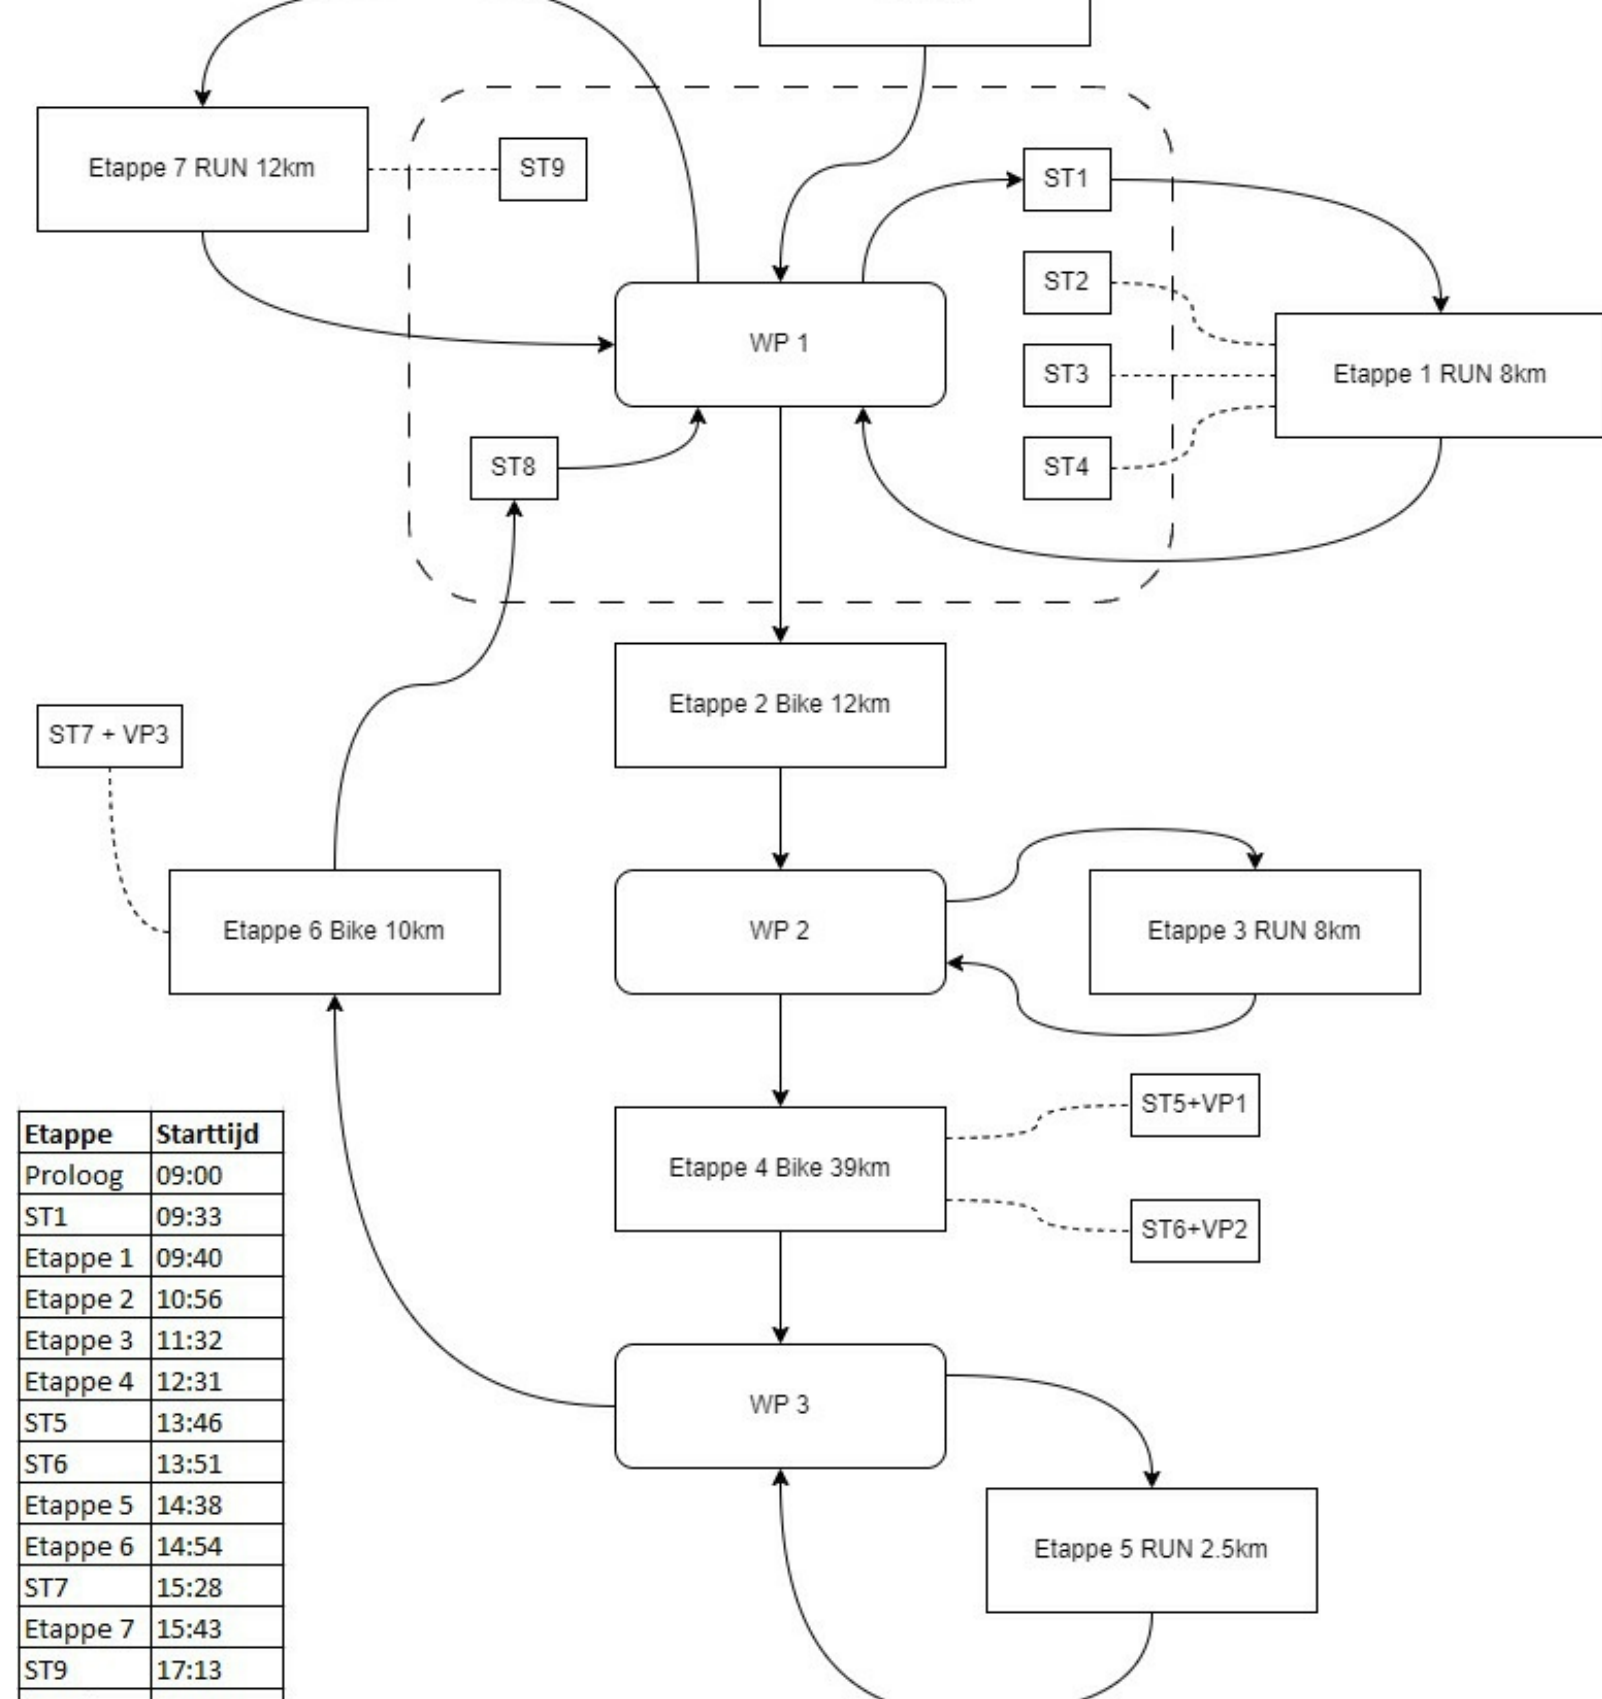 Etappe 7 RUN 12km
ST9
ST1
ST2
WP 1
ST3
Etappe 1 RUN 8km
ST8
ST4
Etappe 2 Bike 12km
ST7 + VP3
Etappe 6 Bike 10km
WP 2
Etappe 3 RUN 8km
ST5+VP1
Etappe 4 Bike 39km
ST6+VP2
WP 3
Etappe 5 RUN 2.5km
Etappe Starttijd
Proloog 09:00
ST1 09:33
Etappe 1 09:40
Etappe 2 10:56
Etappe 3 11:32
Etappe 4 12:31
ST5 13:46
ST6 13:51
Etappe 5 14:38
Etappe 6 14:54
ST7 15:28
Etappe 7 15:43
ST9 17:13